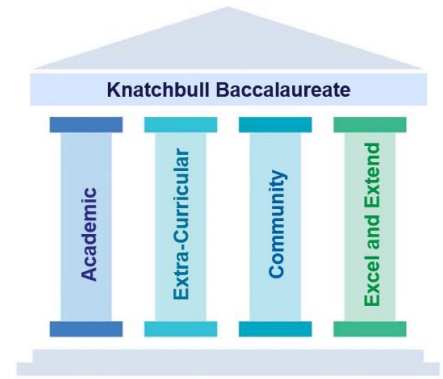 Knatchbull Baccalaureate
Academic
Extra-Curricular
Community
Excel and Extend